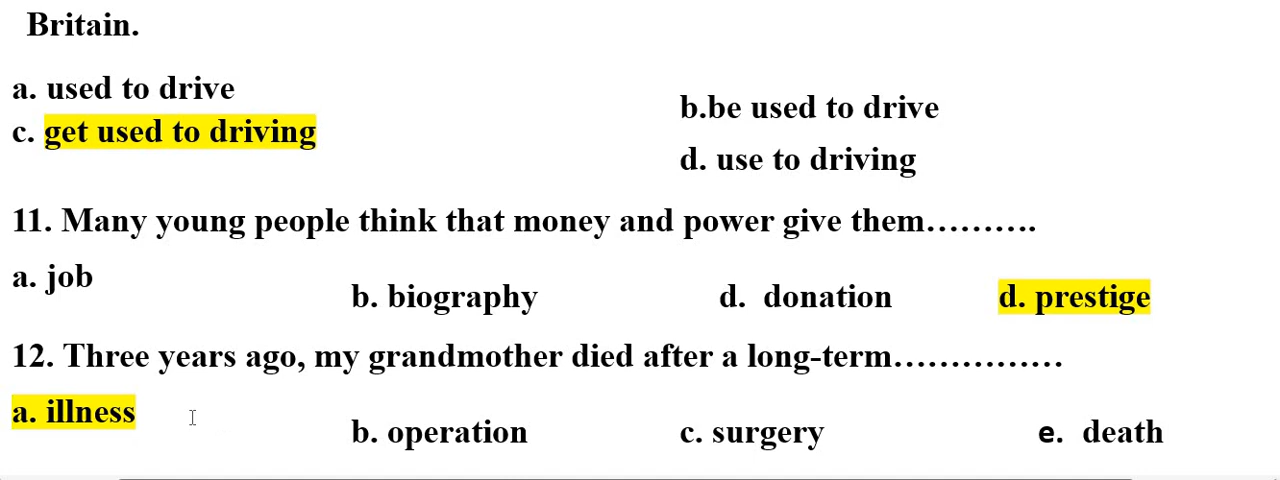 Britain.
a. used to drive
b.be used to drive
c. get used to driving
d. use to driving
11. Many young people think that money and power give them……….
a. job
b. biography d. donation d. prestige
12. Three years ago, my grandmother died after a long-term……………
a. illness
b. operation c. surgery e. death